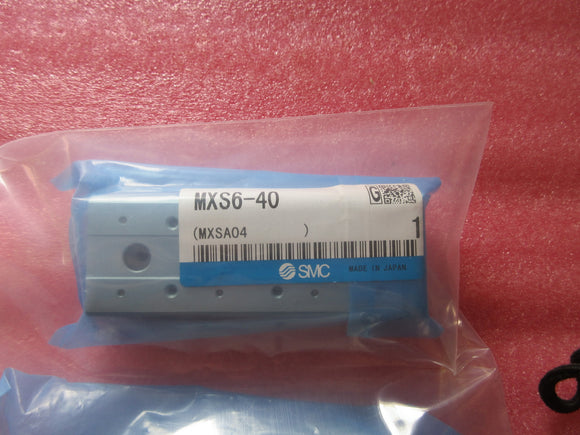 MXS6-40
G
(MXSA04 )
1
SMC
MADE IN JAPAN